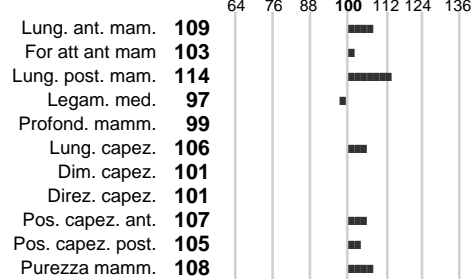 64 76 88 100 112 124 136
Lung. ant. mam. 109
For att ant mam 103
Lung. post. mam. 114
Legam. med. 97
Profond. mamm. 99
Lung. capez. 106
Dim. capez. 101
Direz. capez. 101
Pos. capez. ant. 107
Pos. capez. post. 105
Purezza mamm. 108